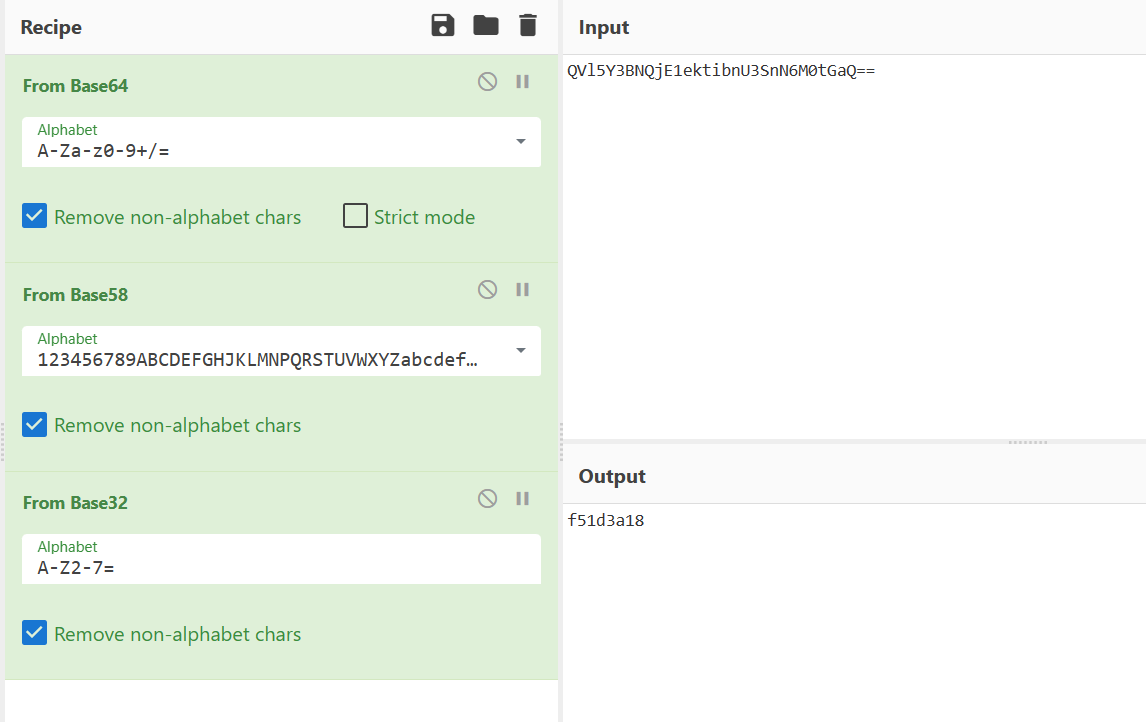 Recipe
From Base64
Alphabet
A-Za-z0-9+/=
Remove non-alphabet chars
Strict mode
From Base58
Alphabet
123456789ABCDEFGHJKLMNPQRSTUVWXYZabcdef…
Remove non-alphabet chars
From Base32
Alphabet
A-Z2-7=
Remove non-alphabet chars
Input
QVl5Y3BNQjE1ektibnU3SnN6M0tGaQ==
Output
f51d3a18